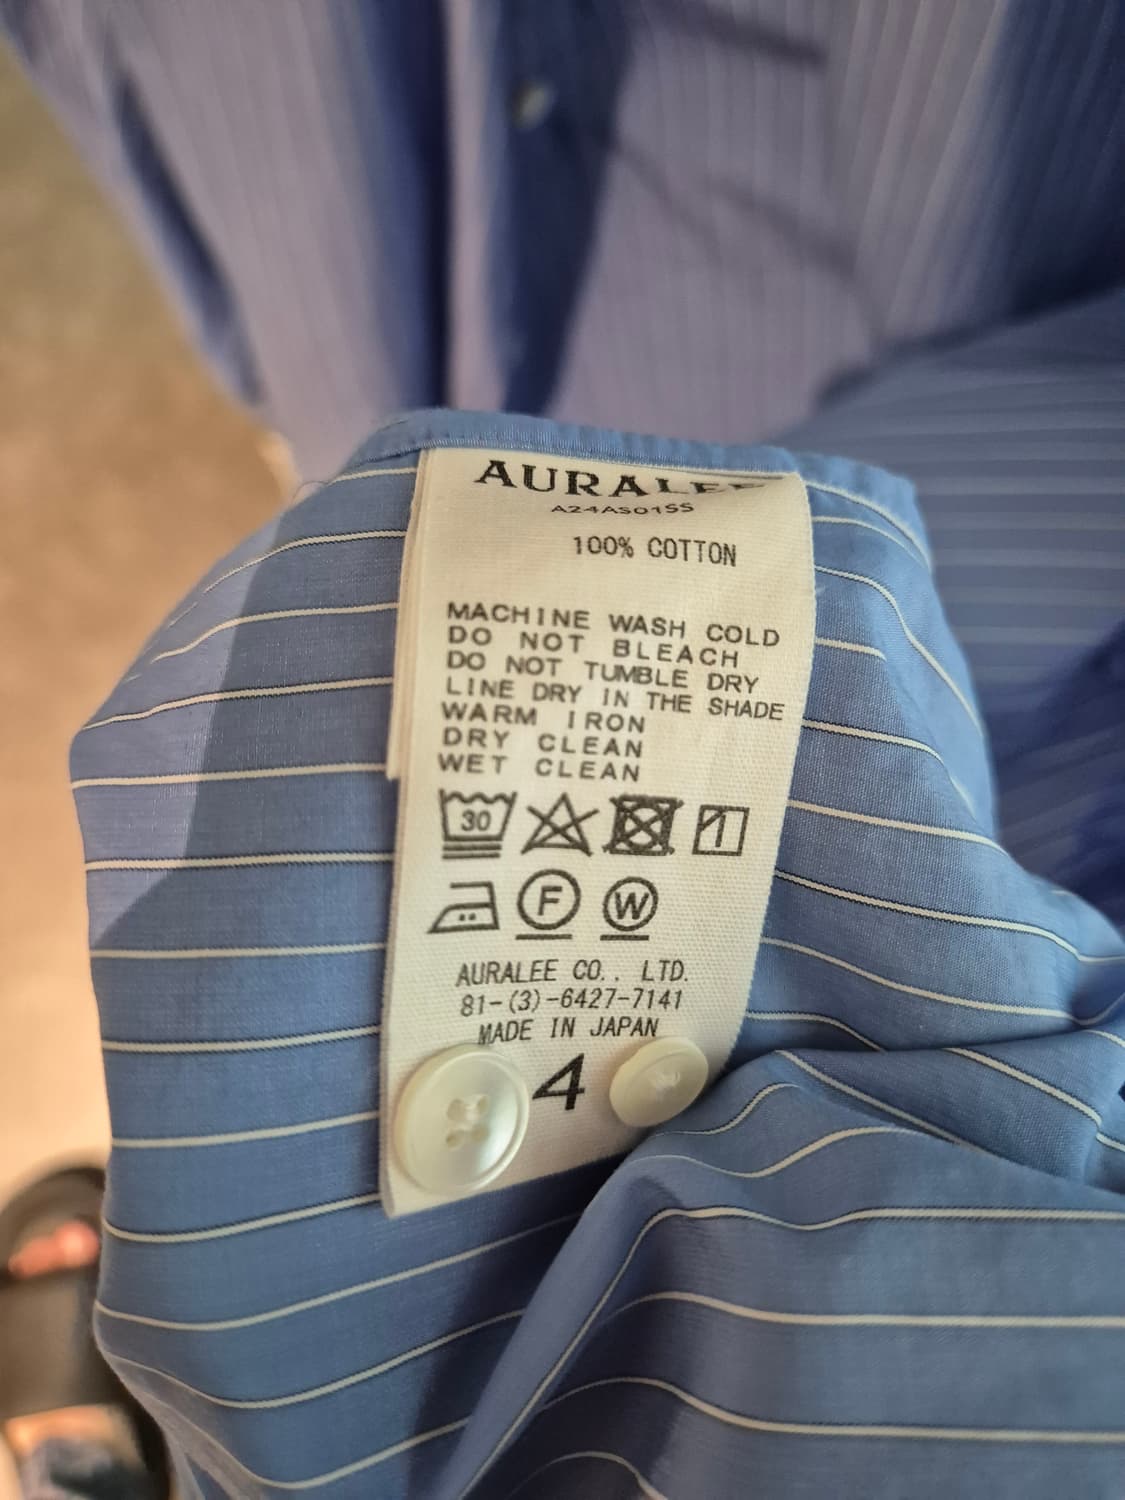 AURALEE
A24AS01SS
100% COTTON
MACHINE WASH COLD
DO NOT BLEACH
DO NOT TUMBLE DRY
LINE DRY IN THE SHADE
WARM IRON
DRY CLEAN
WET CLEAN
30
F W
AURALEE CO., LTD.
81-(3)-6427-7141
MADE IN JAPAN
4